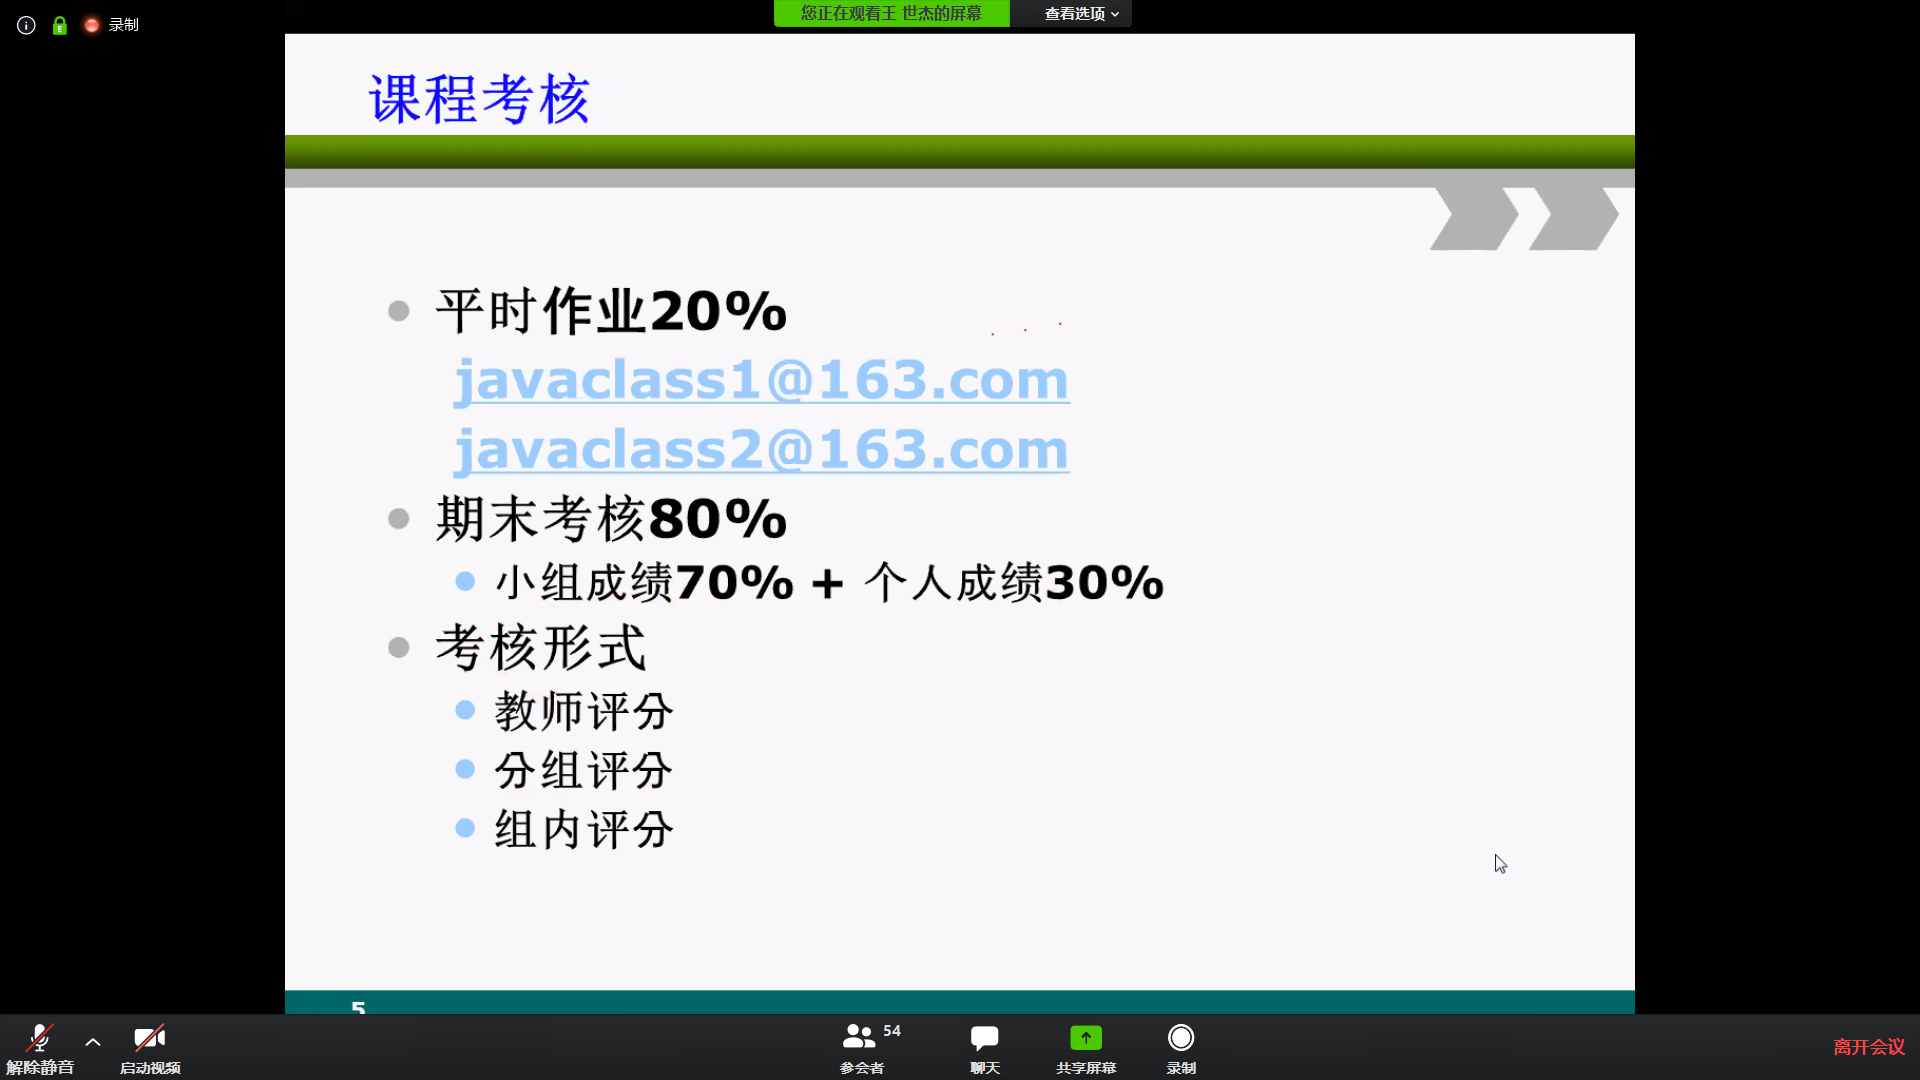 录制
您正在观看王 世杰的屏幕
查看选项
课程考核
平时作业20%
javaclass1@163.com
javaclass2@163.com
期末考核80%
小组成绩70% + 个人成绩30%
考核形式
教师评分
分组评分
组内评分
5
解除静音
启动视频
54
参会者
聊天
共享屏幕
录制
离开会议